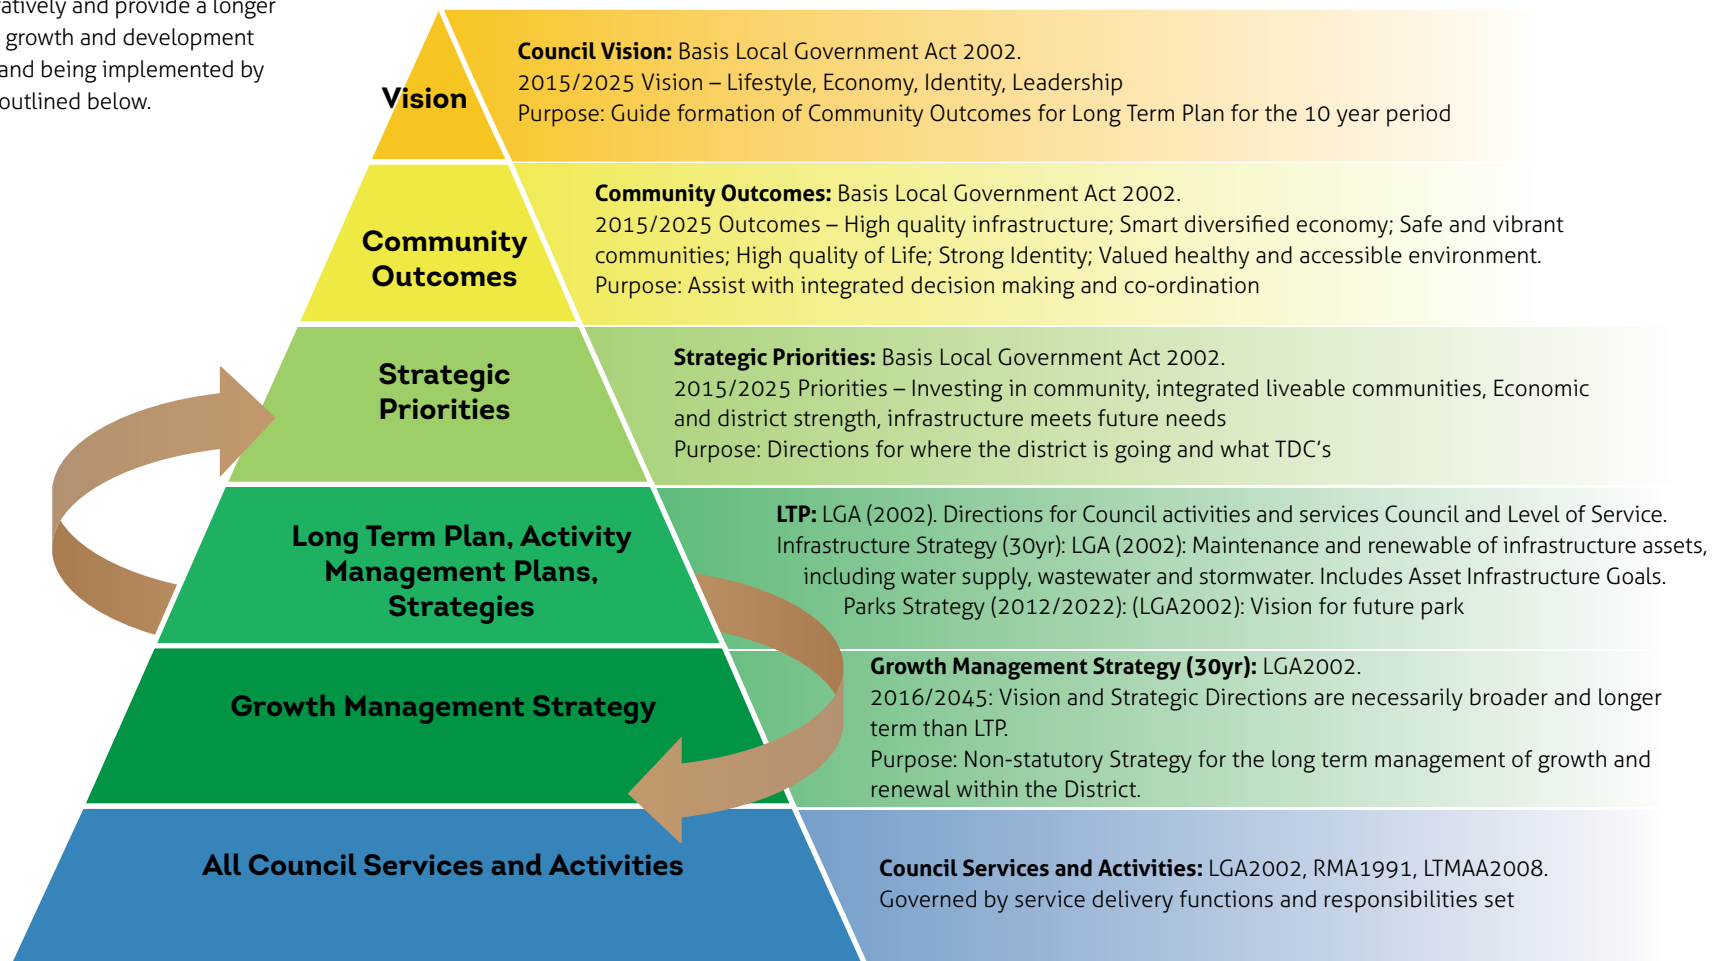 ratively and provide a longer
growth and development
and being implemented by
outlined below.
Vision
Council Vision: Basis Local Government Act 2002.
2015/2025 Vision – Lifestyle, Economy, Identity, Leadership
Purpose: Guide formation of Community Outcomes for Long Term Plan for the 10 year period
Community
Outcomes
Community Outcomes: Basis Local Government Act 2002.
2015/2025 Outcomes – High quality infrastructure; Smart diversified economy; Safe and vibrant
communities; High quality of Life; Strong Identity; Valued healthy and accessible environment.
Purpose: Assist with integrated decision making and co-ordination
Strategic
Priorities
Strategic Priorities: Basis Local Government Act 2002.
2015/2025 Priorities – Investing in community, integrated liveable communities, Economic
and district strength, infrastructure meets future needs
Purpose: Directions for where the district is going and what TDC's
Long Term Plan, Activity
Management Plans,
Strategies
LTP: LGA (2002). Directions for Council activities and services Council and Level of Service.
Infrastructure Strategy (30yr): LGA (2002): Maintenance and renewable of infrastructure assets,
including water supply, wastewater and stormwater. Includes Asset Infrastructure Goals.
Parks Strategy (2012/2022): (LGA2002): Vision for future park
Growth Management Strategy
Growth Management Strategy (30yr): LGA2002.
2016/2045: Vision and Strategic Directions are necessarily broader and longer
term than LTP.
Purpose: Non-statutory Strategy for the long term management of growth and
renewal within the District.
All Council Services and Activities
Council Services and Activities: LGA2002, RMA1991, LTMAA2008.
Governed by service delivery functions and responsibilities set